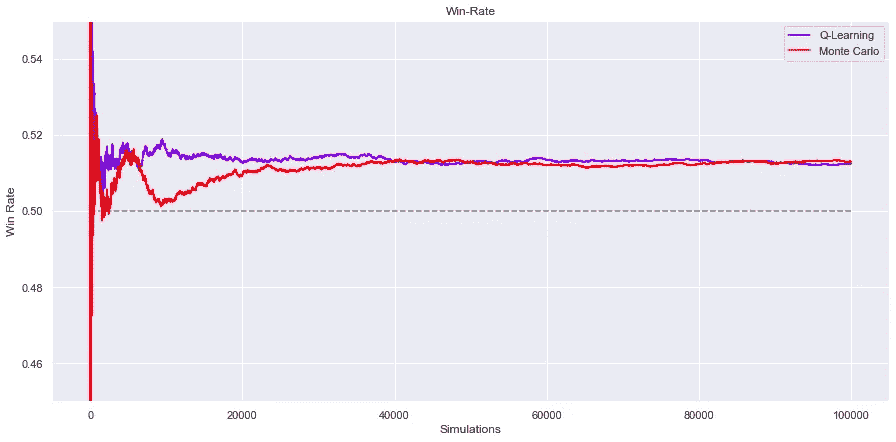 Win-Rate
Q-Learning
Monte Carlo
0.54
0.52
0.50
0.48
0.46
Win Rate
0
20000
40000
60000
80000
100000
Simulations